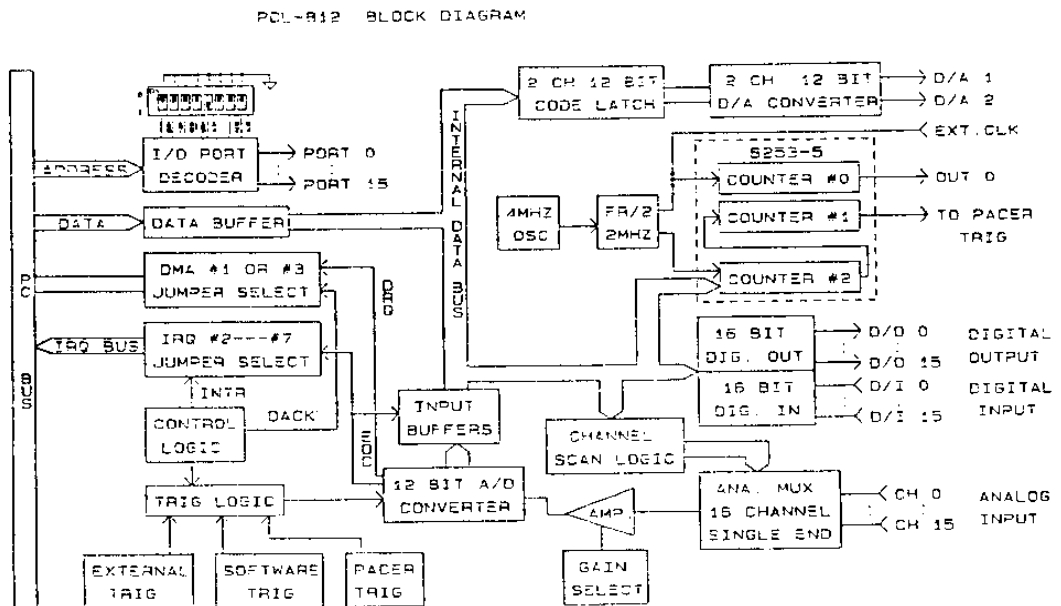 PCL-812 BLOCK DIAGRAM
2 CH 12 BIT
CODE LATCH
2 CH 12 BIT
D/A CONVERTER
D/A 1
D/A 2
EXT.CLK
8253-5
COUNTER #0
OUT 0
COUNTER #1
TO PACER
TRIG
COUNTER #2
4MHZ
OSC
FR/2
2MHZ
INTERNAL DATA BUS
ADDRESS
I/O PORT
DECODER
PORT 0
PORT 15
DATA
DATA BUFFER
DMA #1 OR #3
JUMPER SELECT
DRQ
PC BUS
IRQ BUS
IRQ #2---#7
JUMPER SELECT
INTR
DACK
EOC
CONTROL
LOGIC
INPUT
BUFFERS
16 BIT
DIG. OUT
D/O 0
D/O 15
DIGITAL
OUTPUT
16 BIT
DIG. IN
D/I 0
D/I 15
DIGITAL
INPUT
CHANNEL
SCAN LOGIC
TRIG LOGIC
12 BIT A/D
CONVERTER
AMP
ANA. MUX
16 CHANNEL
SINGLE END
CH 0
CH 15
ANALOG
INPUT
EXTERNAL
TRIG
SOFTWARE
TRIG
PACER
TRIG
GAIN
SELECT